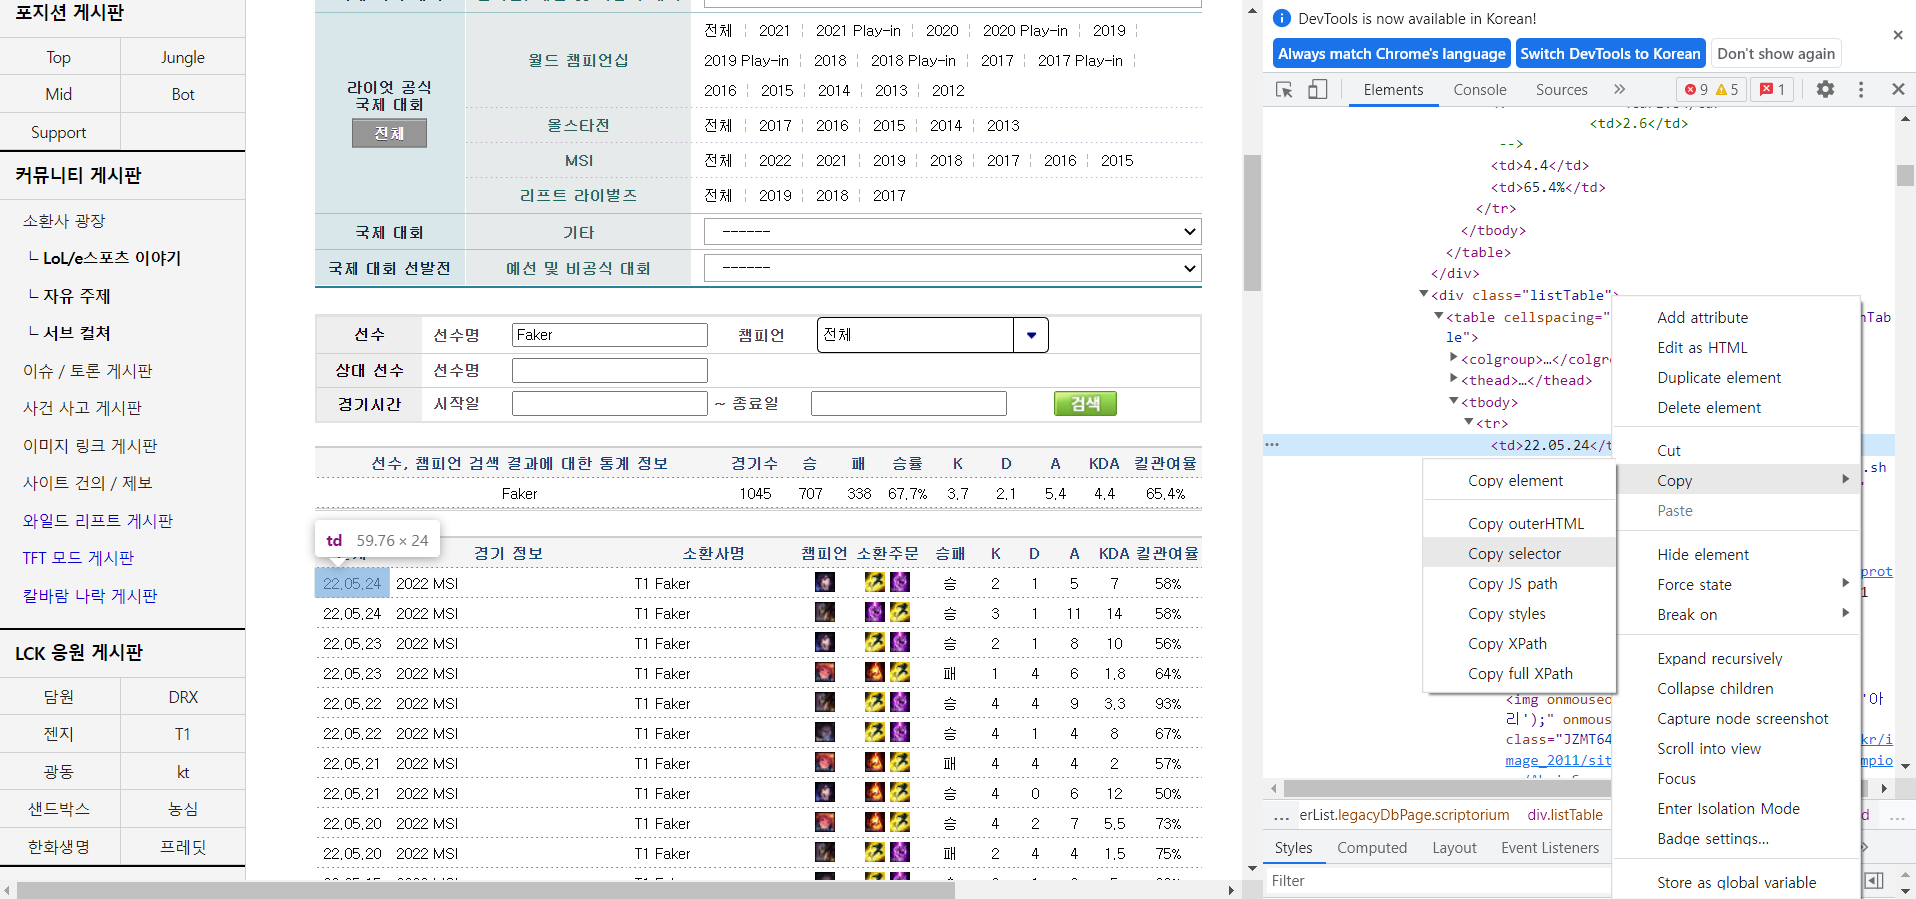 포지션 게시판
Top Jungle
Mid Bot
Support
커뮤니티 게시판
소환사 광장
└ LoL/e스포츠 이야기
└ 자유 주제
└ 서브 컬쳐
이슈 / 토론 게시판
사건 사고 게시판
이미지 링크 게시판
사이트 건의 / 제보
와일드 리프트 게시판
TFT 모드 게시판
칼바람 나락 게시판
LCK 응원 게시판
담원 DRX
젠지 T1
광동 kt
샌드박스 농심
한화생명 프레딧
라이엇 공식
국제 대회
전체
월드 챔피언십
전체 2021 2021 Play-in 2020 2020 Play-in 2019
2019 Play-in 2018 2018 Play-in 2017 2017 Play-in
2016 2015 2014 2013 2012
올스타전 전체 2017 2016 2015 2014 2013
MSI 전체 2022 2021 2019 2018 2017 2016 2015
리프트 라이벌즈 전체 2019 2018 2017
국제 대회 기타 ------
국제 대회 선발전 예선 및 비공식 대회 ------
선수 선수명 Faker 챔피언 전체
상대 선수 선수명
경기시간 시작일 ~ 종료일 검색
선수, 챔피언 검색 결과에 대한 통계 정보 경기수 승 패 승률 K D A KDA 킬관여율
Faker 1045 707 338 67.7% 3.7 2.1 5.4 4.4 65.4%
td 59.76 × 24
경기 정보 소환사명 챔피언 소환주문 승패 K D A KDA 킬관여율
22.05.24 2022 MSI T1 Faker 승 2 1 5 7 58%
22.05.24 2022 MSI T1 Faker 승 3 1 11 14 58%
22.05.23 2022 MSI T1 Faker 승 2 1 8 10 56%
22.05.23 2022 MSI T1 Faker 패 1 4 6 1.8 64%
22.05.22 2022 MSI T1 Faker 승 4 4 9 3.3 93%
22.05.22 2022 MSI T1 Faker 승 4 1 4 8 67%
22.05.21 2022 MSI T1 Faker 패 4 4 4 2 57%
22.05.21 2022 MSI T1 Faker 승 4 0 6 12 50%
22.05.20 2022 MSI T1 Faker 승 4 2 7 5.5 73%
22.05.20 2022 MSI T1 Faker 패 2 4 4 1.5 75%
DevTools is now available in Korean!
Always match Chrome's language Switch DevTools to Korean Don't show again
Elements Console Sources » 9 5 1
<td>2.6</td>
-->
<td>4.4</td>
<td>65.4%</td>
</tr>
</tbody>
</table>
</div>
<div class="listTable">
<table cellspacing="
le">
<colgroup>…</colgr
<thead>…</thead>
<tbody>
<tr>
<td>22.05.24</t
Add attribute
Edit as HTML
Duplicate element
Delete element
Cut
Copy
Paste
Hide element
Force state
Break on
Expand recursively
Collapse children
Capture node screenshot
Scroll into view
Focus
Enter Isolation Mode
Badge settings...
Store as global variable
Copy element
Copy outerHTML
Copy selector
Copy JS path
Copy styles
Copy XPath
Copy full XPath
<img onmouseo
리');" onmous
class="JZMT64
mage_2011/sit
... erList.legacyDbPage.scriptorium div.listTable
Styles Computed Layout Event Listeners
Filter